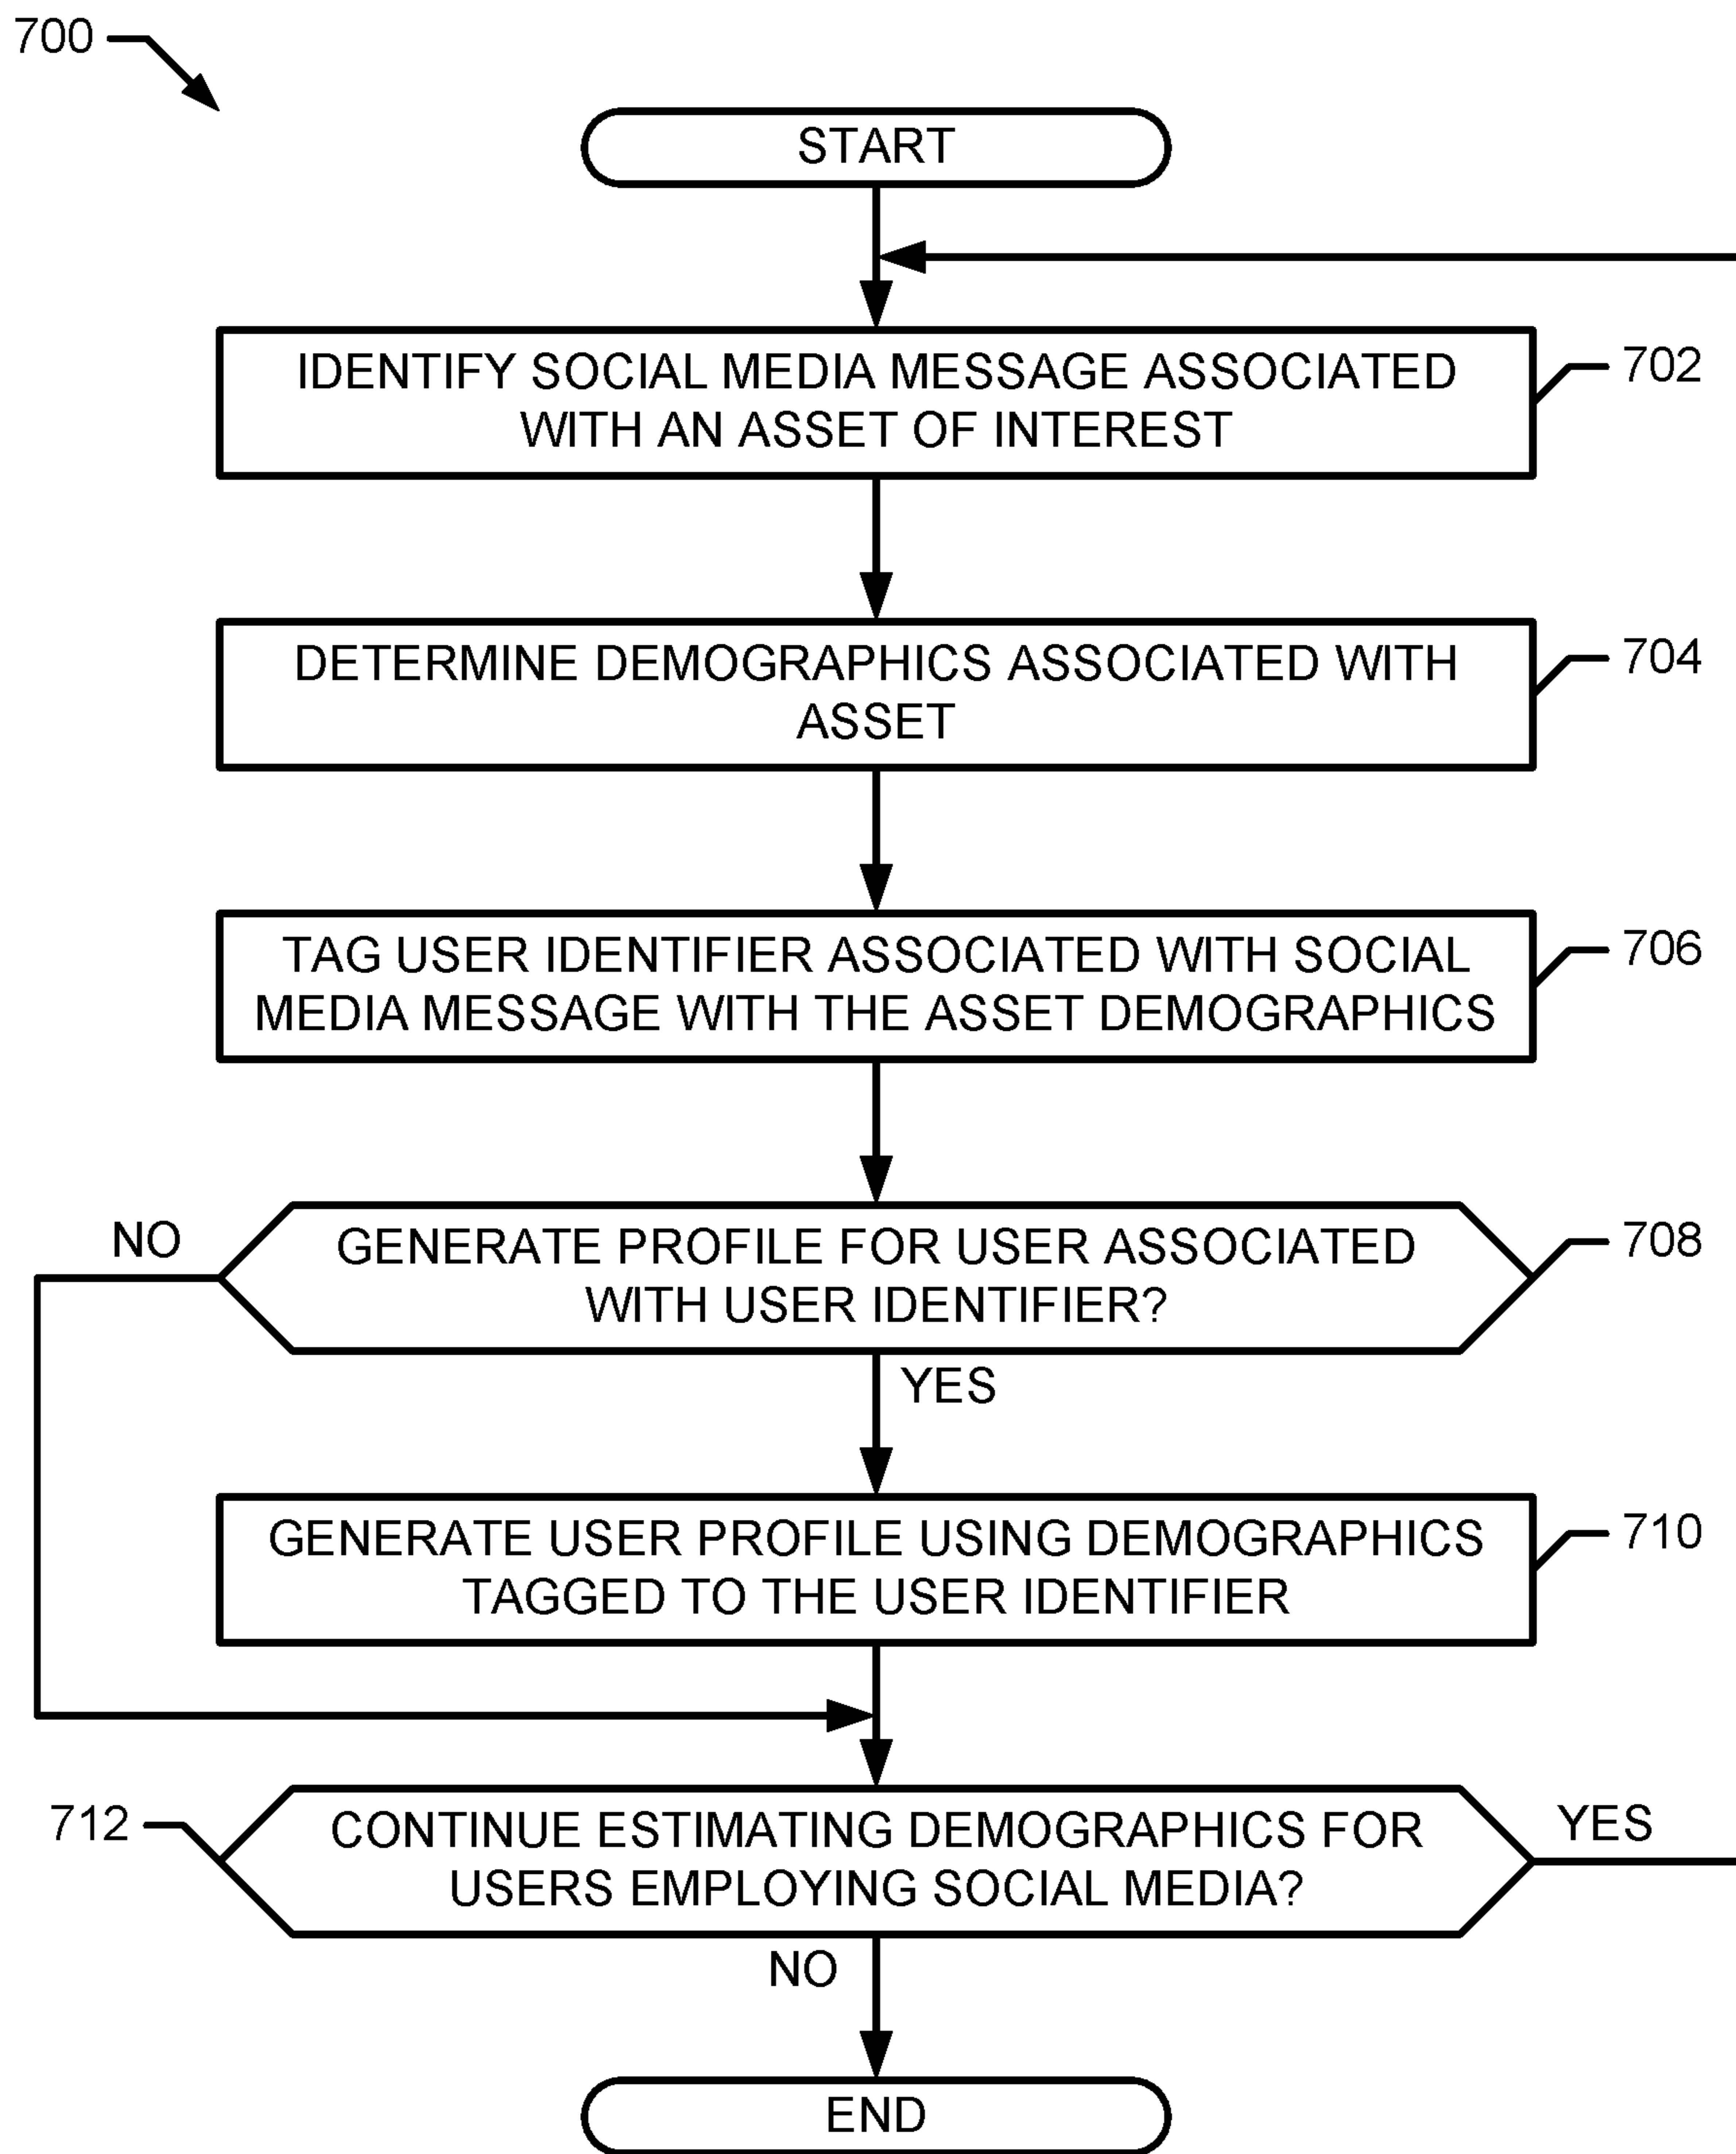 700
START
IDENTIFY SOCIAL MEDIA MESSAGE ASSOCIATED
WITH AN ASSET OF INTEREST
702
DETERMINE DEMOGRAPHICS ASSOCIATED WITH
ASSET
704
TAG USER IDENTIFIER ASSOCIATED WITH SOCIAL
MEDIA MESSAGE WITH THE ASSET DEMOGRAPHICS
706
NO
GENERATE PROFILE FOR USER ASSOCIATED
WITH USER IDENTIFIER?
708
YES
GENERATE USER PROFILE USING DEMOGRAPHICS
TAGGED TO THE USER IDENTIFIER
710
712
CONTINUE ESTIMATING DEMOGRAPHICS FOR
USERS EMPLOYING SOCIAL MEDIA?
YES
NO
END